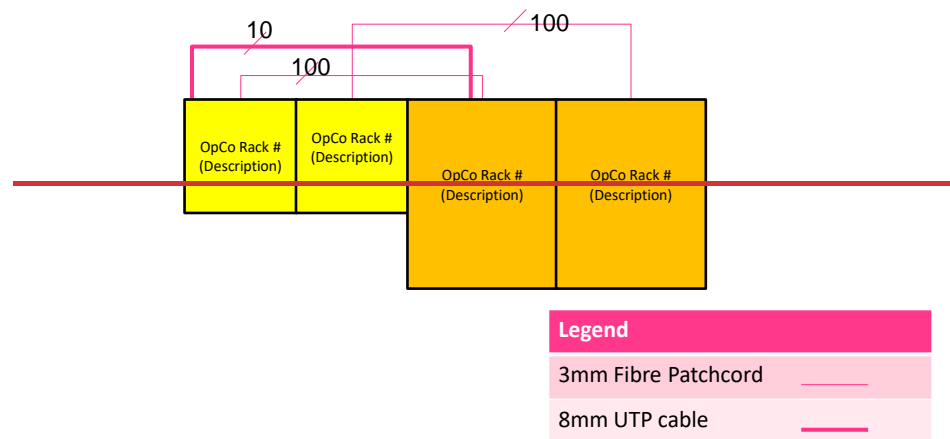 10
100
100
OpCo Rack #
(Description)
OpCo Rack #
(Description)
OpCo Rack #
(Description)
OpCo Rack #
(Description)
Legend
3mm Fibre Patchcord
8mm UTP cable